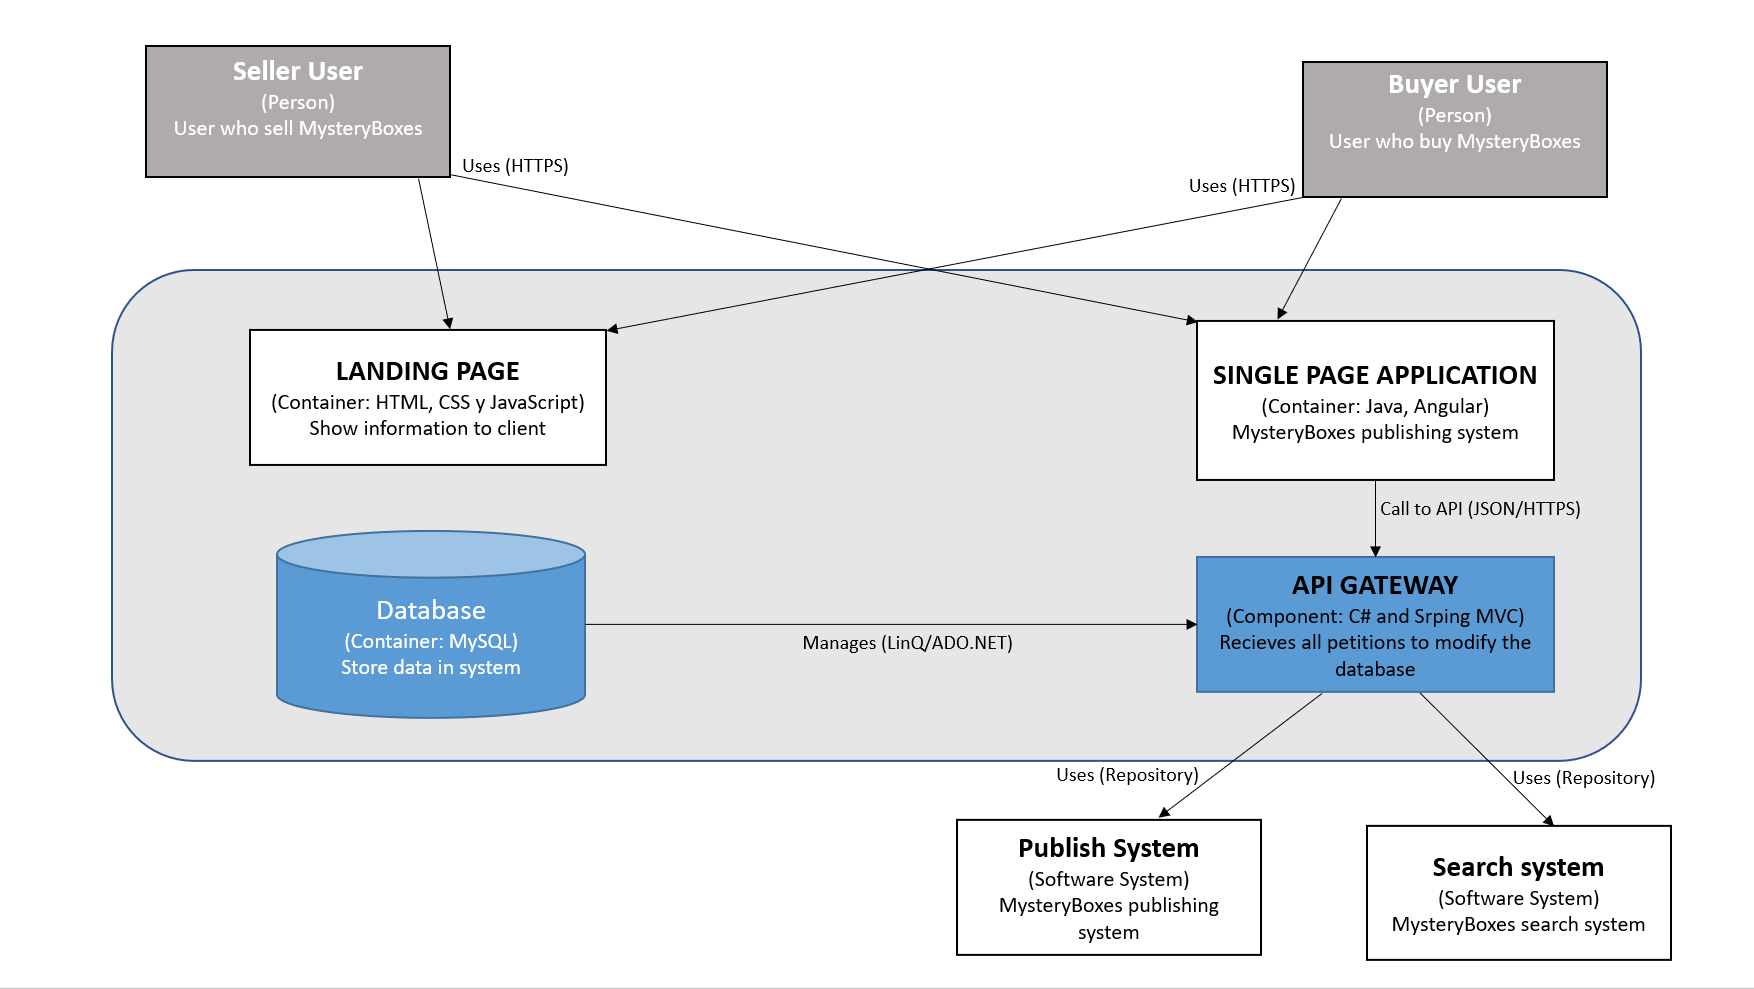 Seller User
(Person)
User who sell MysteryBoxes
Buyer User
(Person)
User who buy MysteryBoxes
Uses (HTTPS)
Uses (HTTPS)
LANDING PAGE
(Container: HTML, CSS y JavaScript)
Show information to client
SINGLE PAGE APPLICATION
(Container: Java, Angular)
MysteryBoxes publishing system
Call to API (JSON/HTTPS)
Database
(Container: MySQL)
Store data in system
Manages (LinQ/ADO.NET)
API GATEWAY
(Component: C# and Srping MVC)
Recieves all petitions to modify the
database
Uses (Repository)
Uses (Repository)
Publish System
(Software System)
MysteryBoxes publishing
system
Search system
(Software System)
MysteryBoxes search system